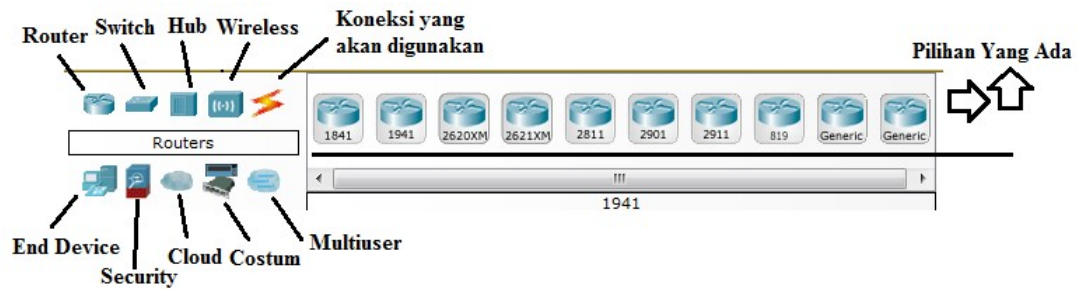 Router
Switch
Hub
Wireless
Koneksi yang
akan digunakan
Pilihan Yang Ada
Routers
1841
1941
2620XM
2621XM
2811
2901
2911
819
Generic
Generic
1941
End Device
Security
Cloud
Costum
Multiuser